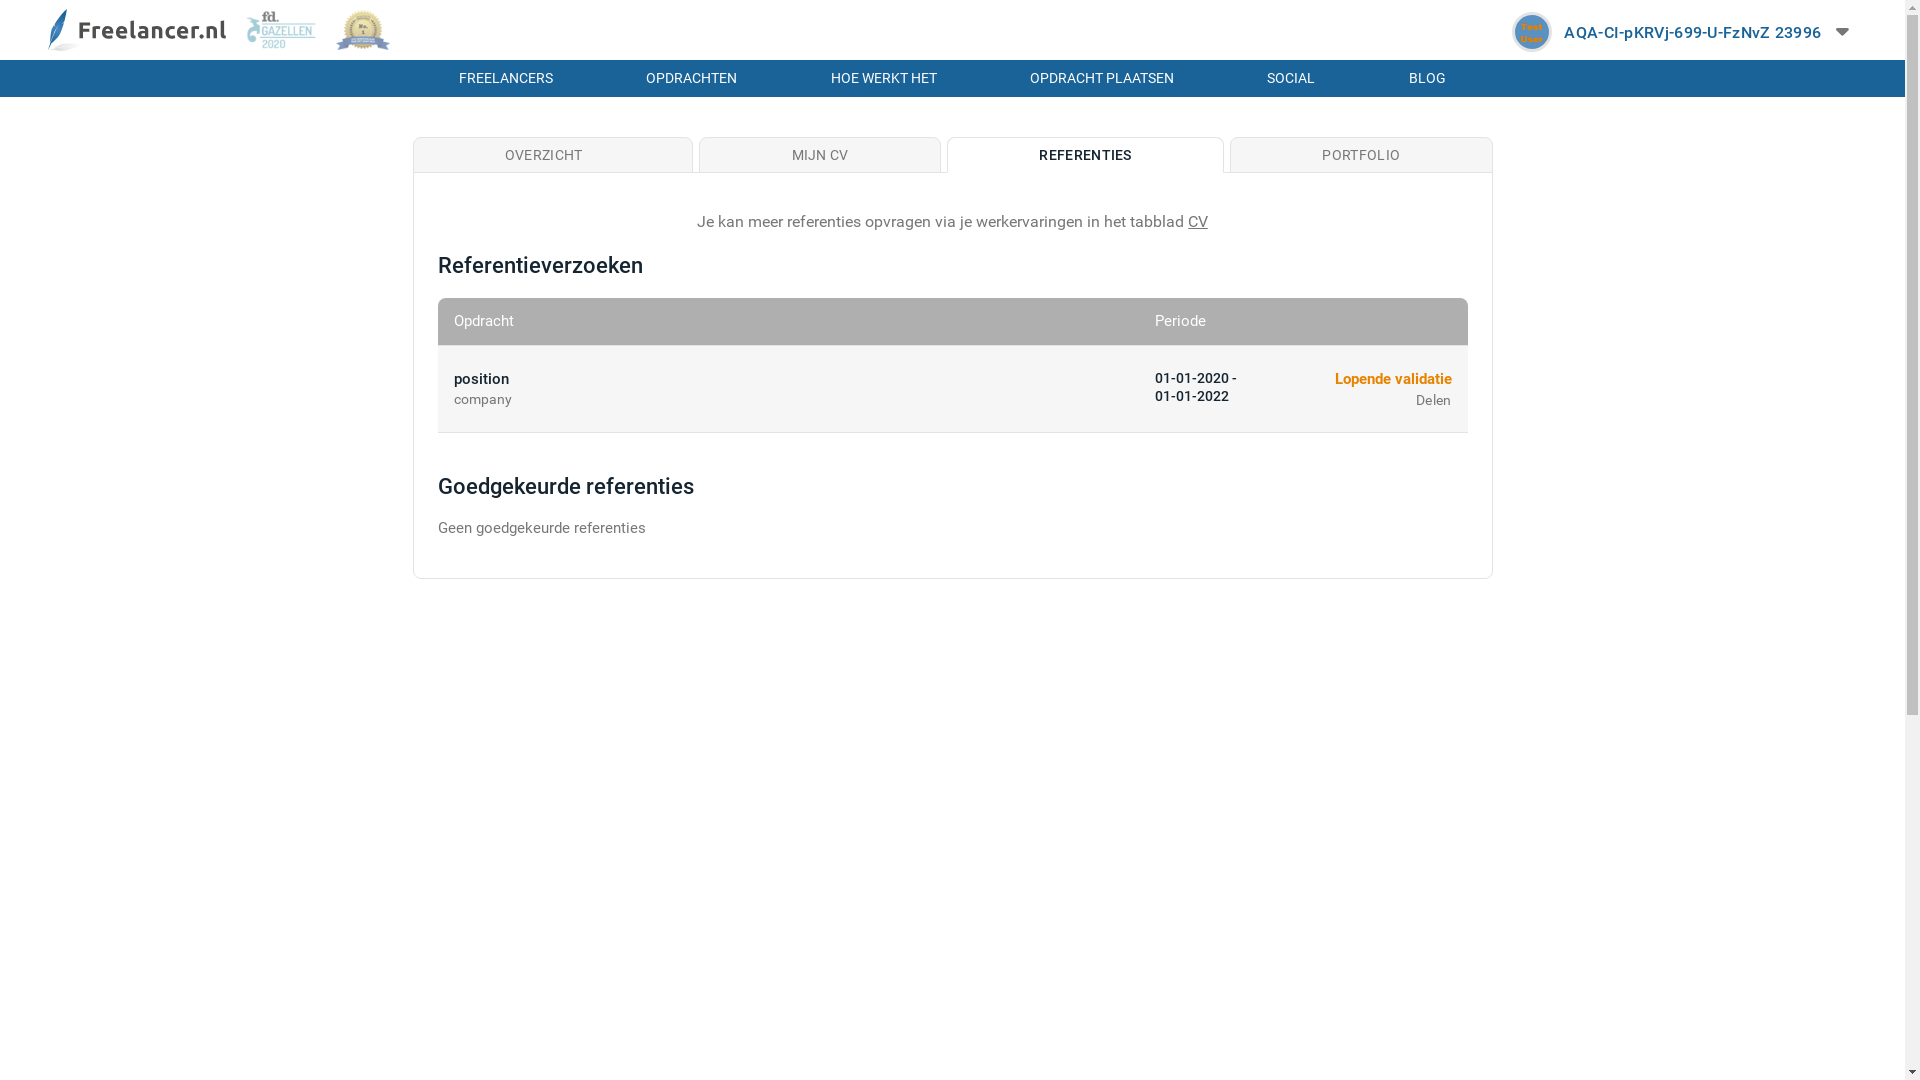 Freelancer.nl
fd.
GAZELLEN
2020
AQA-CI-pKRVj-699-U-FzNvZ 23996
FREELANCERS
OPDRACHTEN
HOE WERKT HET
OPDRACHT PLAATSEN
SOCIAL
BLOG
OVERZICHT
MIJN CV
REFERENTIES
PORTFOLIO
Je kan meer referenties opvragen via je werkervaringen in het tabblad CV
Referentieverzoeken
Opdracht
Periode
position
company
01-01-2020 -
01-01-2022
Lopende validatie
Delen
Goedgekeurde referenties
Geen goedgekeurde referenties